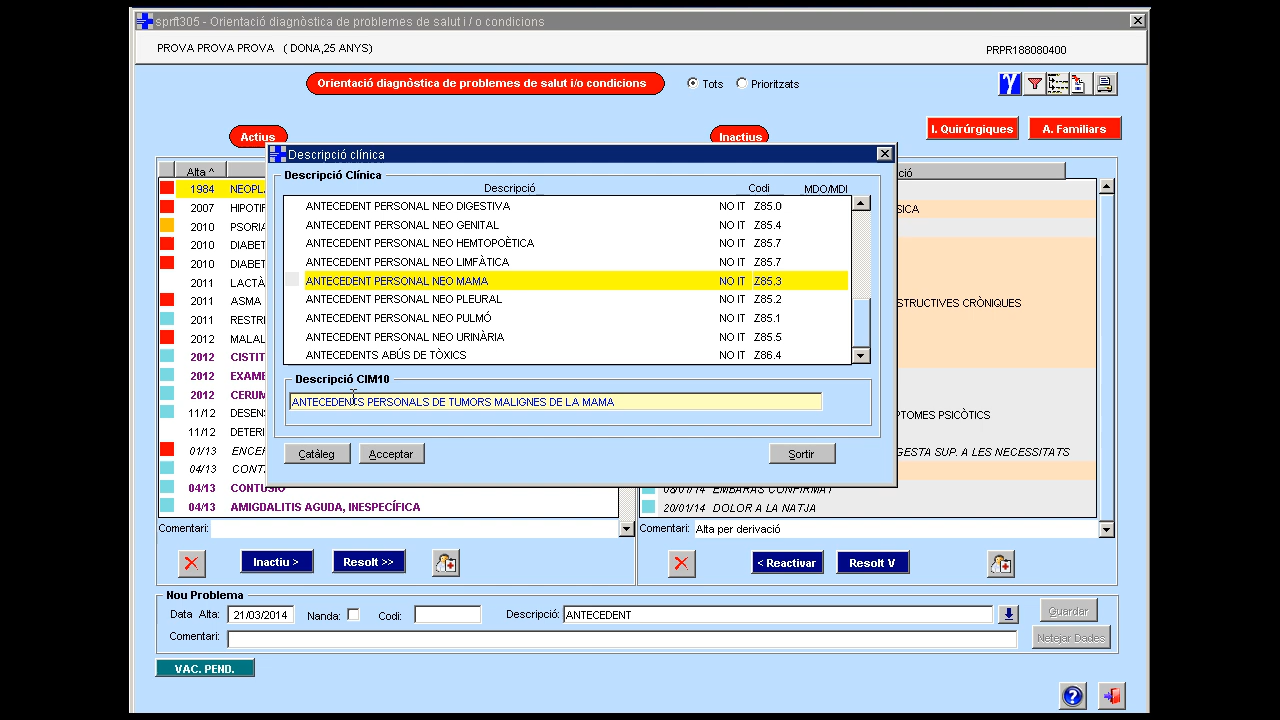 sprft305 - Orientació diagnòstica de problemes de salut i / o condicions
PROVA PROVA PROVA ( DONA,25 ANYS)
PRPR188080400
Orientació diagnòstica de problemes de salut i/o condicions
Tots
Prioritzats
I. Quirúrgiques
A. Familiars
Actius
Inactius
Descripció clínica
Descripció Clínica
Descripció Codi MDO/MDI
ANTECEDENT PERSONAL NEO DIGESTIVA NO IT Z85.0
ANTECEDENT PERSONAL NEO GENITAL NO IT Z85.4
ANTECEDENT PERSONAL NEO HEMTOPOÈTICA NO IT Z85.7
ANTECEDENT PERSONAL NEO LIMFÀTICA NO IT Z85.7
ANTECEDENT PERSONAL NEO MAMA NO IT Z85.3
ANTECEDENT PERSONAL NEO PLEURAL NO IT Z85.2
ANTECEDENT PERSONAL NEO PULMÓ NO IT Z85.1
ANTECEDENT PERSONAL NEO URINÀRIA NO IT Z85.5
ANTECEDENTS ABÚS DE TÒXICS NO IT Z86.4
Descripció CIM10
ANTECEDENTS PERSONALS DE TUMORS MALIGNES DE LA MAMA
Catàleg
Acceptar
Sortir
Alta ^
1984 NEOPL
2007 HIPOTIF
2010 PSORIA
2010 DIABET
2010 DIABET
2011 LACTÀ
2011 ASMA
2011 RESTRI
2012 MALAL
2012 CISTIT
2012 EXAME
2012 CERUM
11/12 DESENS
11/12 DETERI
01/13 ENCEF
04/13 CONT
04/13 CONTUSIÓ
04/13 AMIGDALITIS AGUDA, INESPECÍFICA
ció
SICA
STRUCTIVES CRÒNIQUES
PTOMES PSICÒTICS
GESTA SUP. A LES NECESSITATS
08/01/14 EMBARÀS CONFIRMAT
20/01/14 DOLOR A LA NATJA
Comentari:
Comentari: Alta per derivació
Inactiu >
Resolt >>
< Reactivar
Resolt V
Nou Problema
Data Alta: 21/03/2014 Nanda: Codi: Descripció: ANTECEDENT
Guardar
Comentari:
Netejar Dades
VAC. PEND.